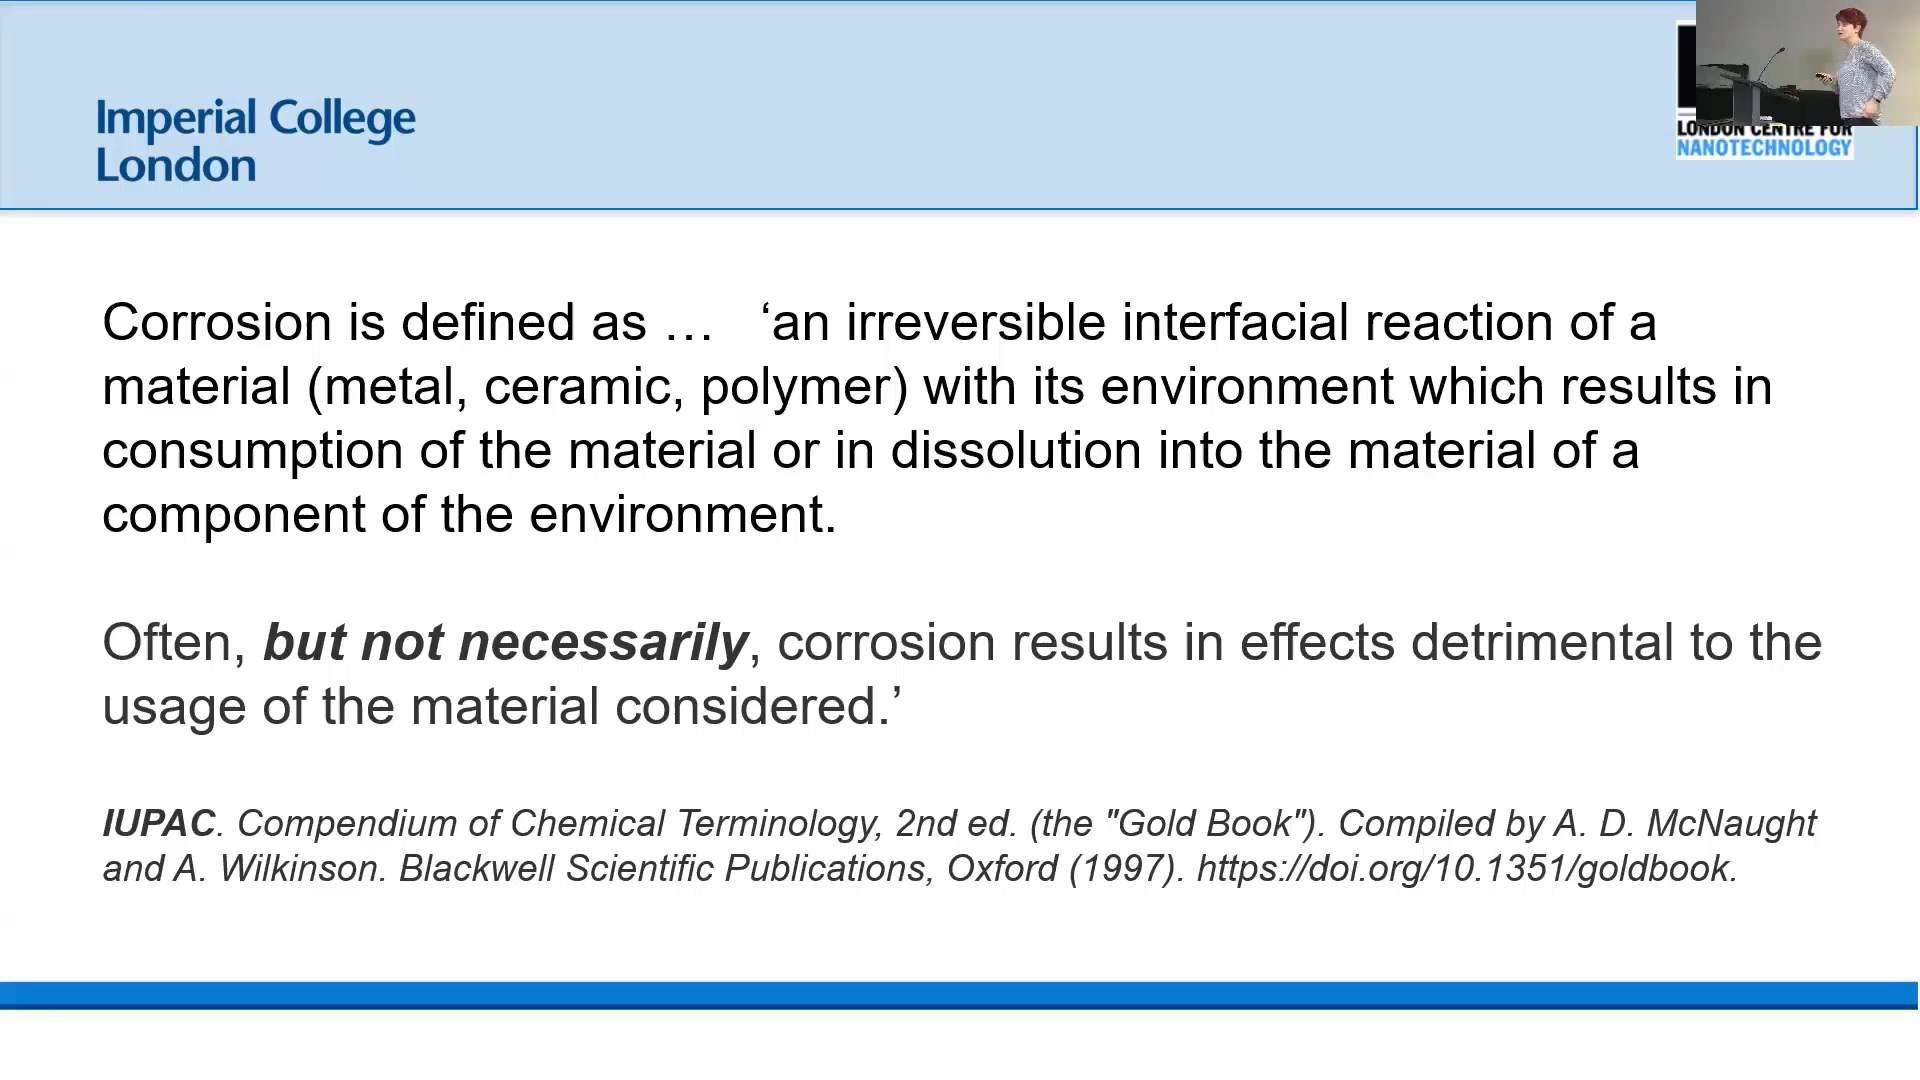 Imperial College
London
LONDON CENTRE FOR
NANOTECHNOLOGY
Corrosion is defined as …   ‘an irreversible interfacial reaction of a
material (metal, ceramic, polymer) with its environment which results in
consumption of the material or in dissolution into the material of a
component of the environment.
Often, but not necessarily, corrosion results in effects detrimental to the
usage of the material considered.’
IUPAC. Compendium of Chemical Terminology, 2nd ed. (the "Gold Book"). Compiled by A. D. McNaught
and A. Wilkinson. Blackwell Scientific Publications, Oxford (1997). https://doi.org/10.1351/goldbook.